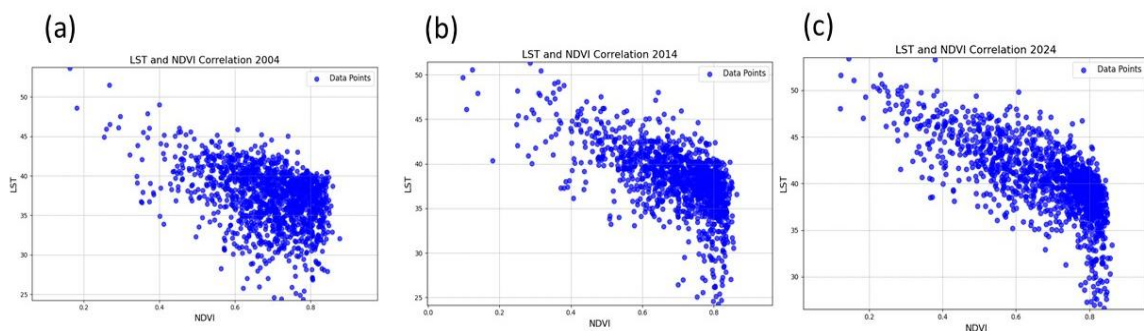 (a)
LST and NDVI Correlation 2004
Data Points
50
45
40
35
30
25
LST
0.2 0.4 0.6 0.8
NDVI
(b)
LST and NDVI Correlation 2014
Data Points
50
45
40
35
30
25
LST
0.0 0.2 0.4 0.6 0.8
NDVI
(c)
LST and NDVI Correlation 2024
Data Points
50
45
40
35
30
LST
0.2 0.4 0.6 0.8
NDVI